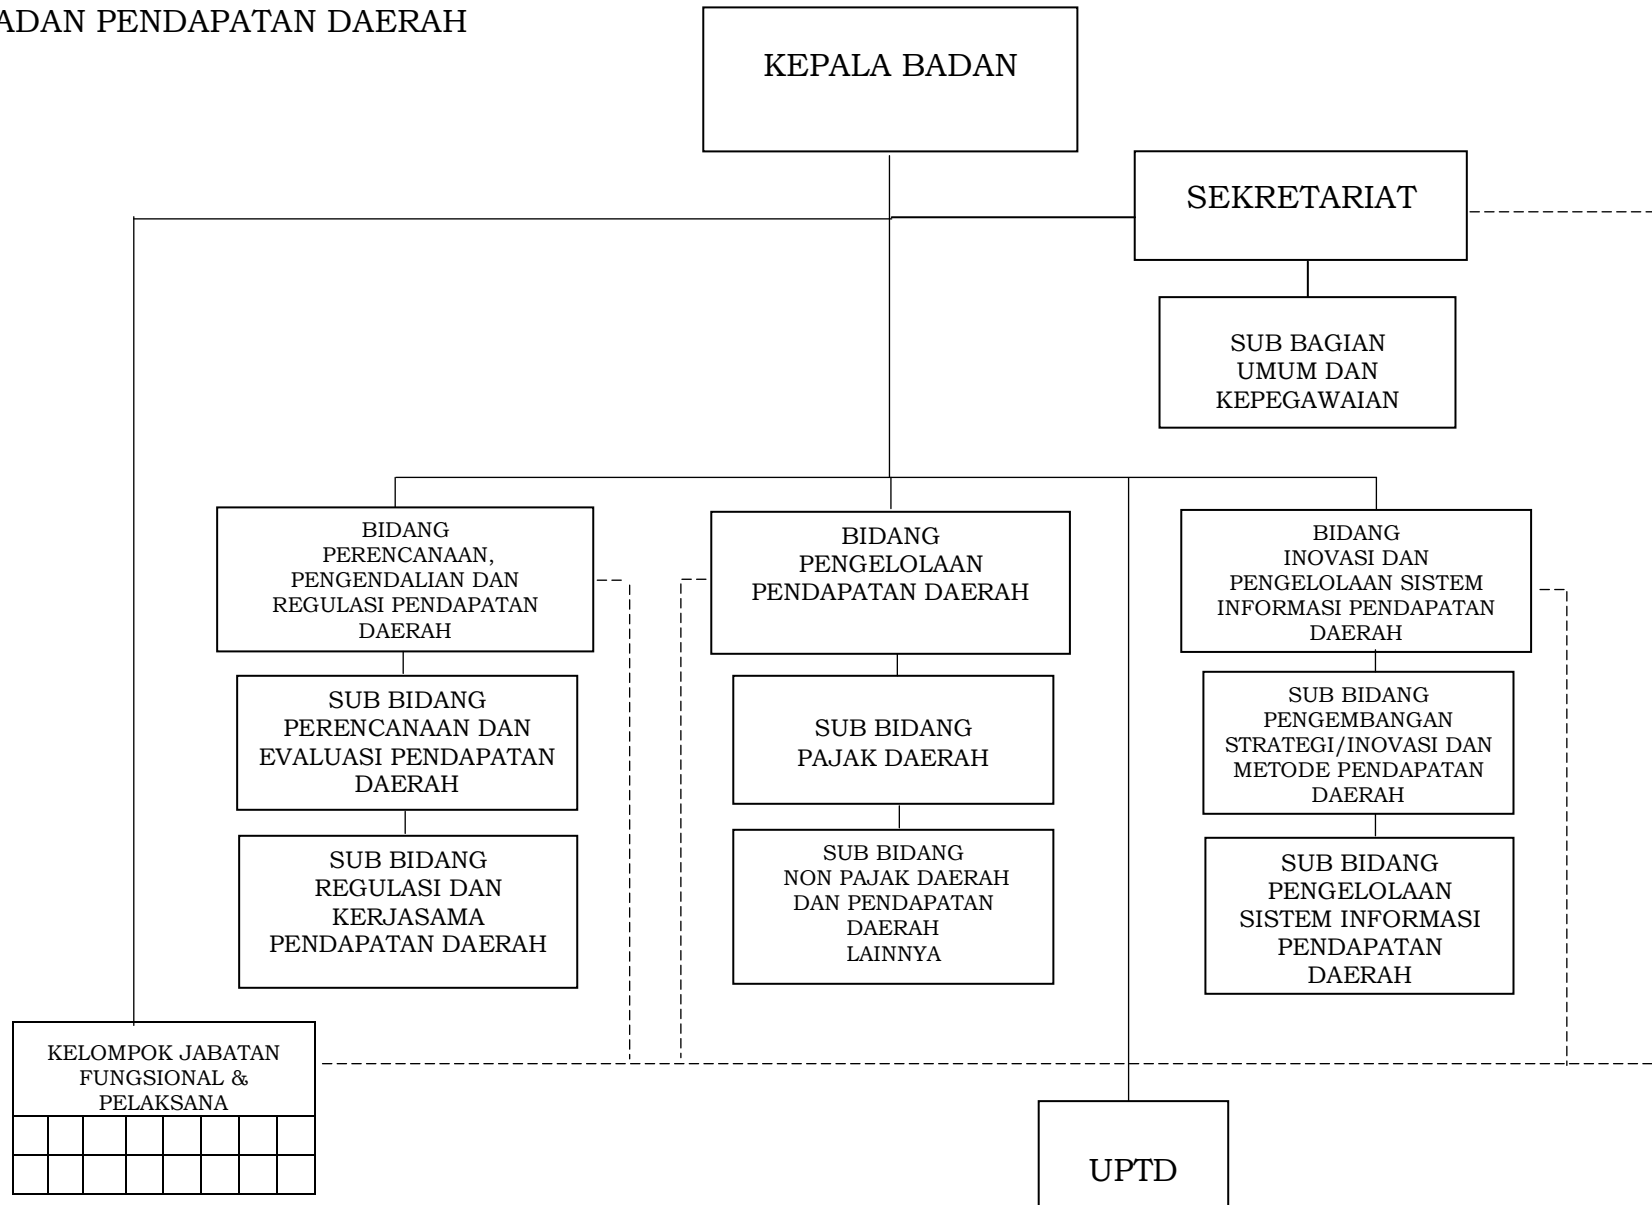 ADAN PENDAPATAN DAERAH
KEPALA BADAN
SEKRETARIAT
SUB BAGIAN
UMUM DAN
KEPEGAWAIAN
BIDANG
PERENCANAAN,
PENGENDALIAN DAN
REGULASI PENDAPATAN
DAERAH
BIDANG
PENGELOLAAN
PENDAPATAN DAERAH
BIDANG
INOVASI DAN
PENGELOLAAN SISTEM
INFORMASI PENDAPATAN
DAERAH
SUB BIDANG
PERENCANAAN DAN
EVALUASI PENDAPATAN
DAERAH
SUB BIDANG
PAJAK DAERAH
SUB BIDANG
PENGEMBANGAN
STRATEGI/INOVASI DAN
METODE PENDAPATAN
DAERAH
SUB BIDANG
REGULASI DAN
KERJASAMA
PENDAPATAN DAERAH
SUB BIDANG
NON PAJAK DAERAH
DAN PENDAPATAN
DAERAH
LAINNYA
SUB BIDANG
PENGELOLAAN
SISTEM INFORMASI
PENDAPATAN
DAERAH
KELOMPOK JABATAN
FUNGSIONAL &
PELAKSANA
UPTD